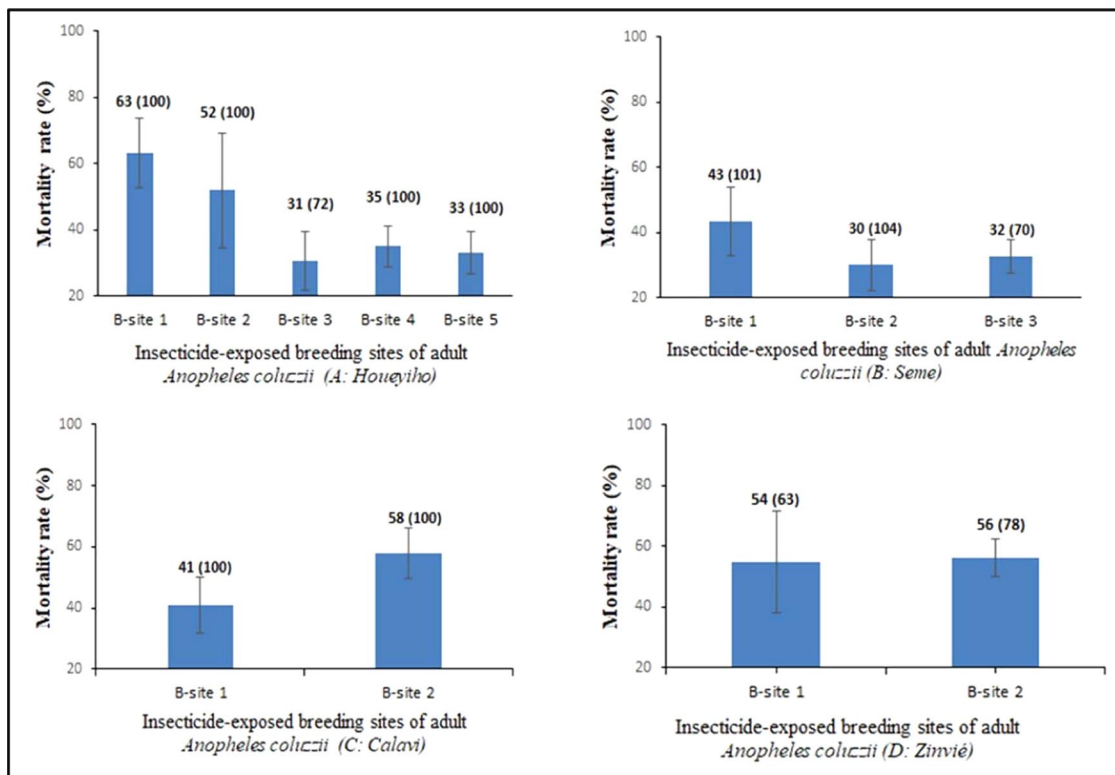 100
80
60
40
20
Mortality rate (%)
63 (100)
52 (100)
31 (72)
35 (100)
33 (100)
B-site 1
B-site 2
B-site 3
B-site 4
B-site 5
Insecticide-exposed breeding sites of adult
Anopheles coluzzii (A: Houeyiho)
100
80
60
40
20
Mortality rate (%)
43 (101)
30 (104)
32 (70)
B-site 1
B-site 2
B-site 3
Insecticide-exposed breeding sites of adult Anopheles
coluzzii (B: Seme)
100
80
60
40
20
Mortality rate (%)
41 (100)
58 (100)
B-site 1
B-site 2
Insecticide-exposed breeding sites of adult
Anopheles coluzzii (C: Calavi)
100
80
60
40
20
Mortality rate (%)
54 (63)
56 (78)
B-site 1
B-site 2
Insecticide-exposed breeding sites of adult
Anopheles coluzzii (D: Zinvié)